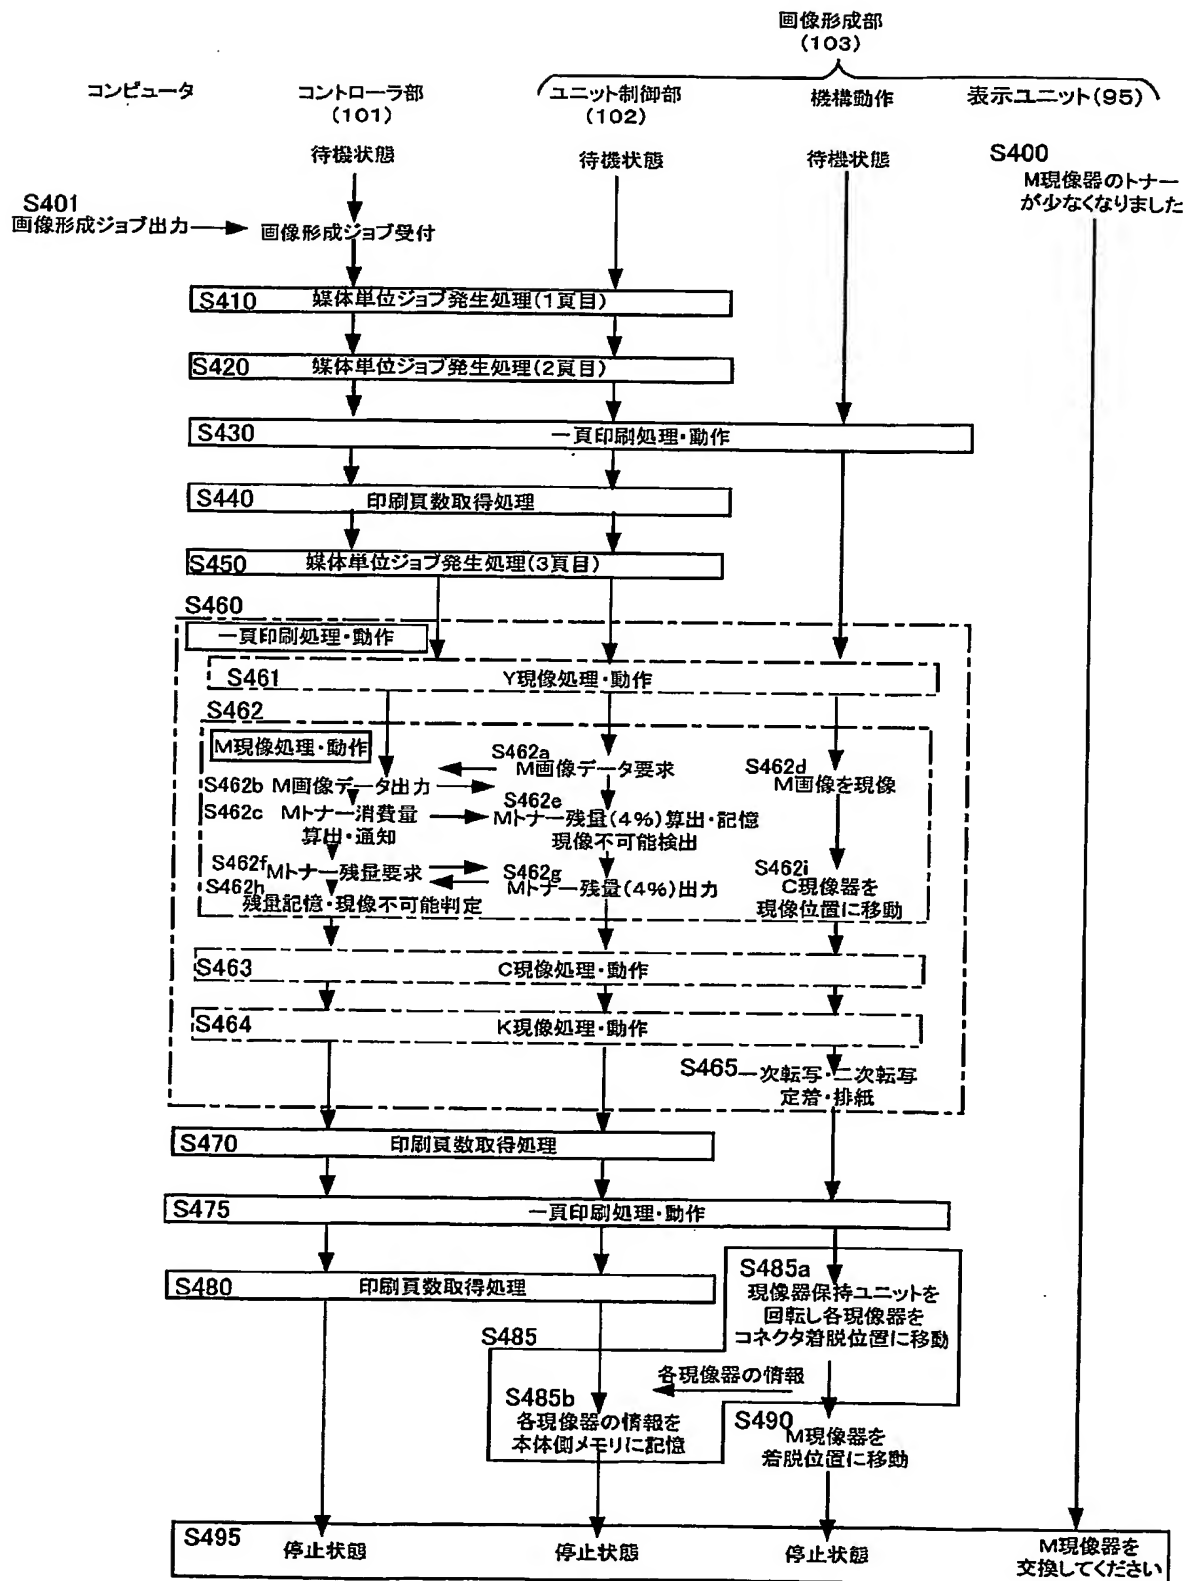 画像形成部
(103)
コンピュータ
コントローラ部
(101)
ユニット制御部
(102)
機構動作
表示ユニット(95)
待機状態
待機状態
待機状態
S400
M現像器のトナー
が少なくなりました
S401
画像形成ジョブ出力
画像形成ジョブ受付
S410 媒体単位ジョブ発生処理(1頁目)
S420 媒体単位ジョブ発生処理(2頁目)
S430 一頁印刷処理・動作
S440 印刷頁数取得処理
S450 媒体単位ジョブ発生処理(3頁目)
S460
一頁印刷処理・動作
S461 Y現像処理・動作
S462
M現像処理・動作
S462a
M画像データ要求
S462b M画像データ出力
S462d
M画像を現像
S462c Mトナー消費量
算出・通知
S462e
Mトナー残量(4%)算出・記憶
現像不可能検出
S462f
Mトナー残量要求
S462g
Mトナー残量(4%)出力
S462h
残量記憶・現像不可能判定
S462i
C現像器を
現像位置に移動
S463 C現像処理・動作
S464 K現像処理・動作
S465 一次転写・二次転写
定着・排紙
S470 印刷頁数取得処理
S475 一頁印刷処理・動作
S480 印刷頁数取得処理
S485a
現像器保持ユニットを
回転し各現像器を
コネクタ着脱位置に移動
S485
各現像器の情報
S485b
各現像器の情報を
本体側メモリに記憶
S490
M現像器を
着脱位置に移動
S495
停止状態
停止状態
停止状態
M現像器を
交換してください